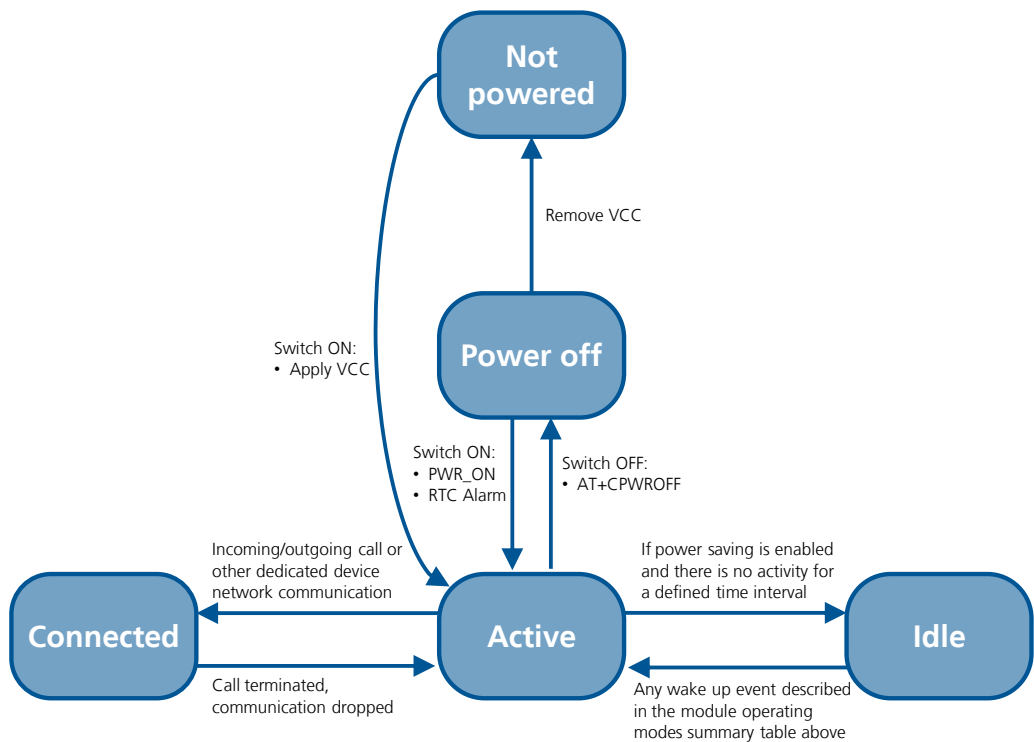 Not
powered
Remove VCC
Switch ON:
• Apply VCC
Power off
Switch ON:
• PWR_ON
• RTC Alarm
Switch OFF:
• AT+CPWROFF
Incoming/outgoing call or
other dedicated device
network communication
If power saving is enabled
and there is no activity for
a defined time interval
Connected
Active
Idle
Call terminated,
communication dropped
Any wake up event described
in the module operating
modes summary table above